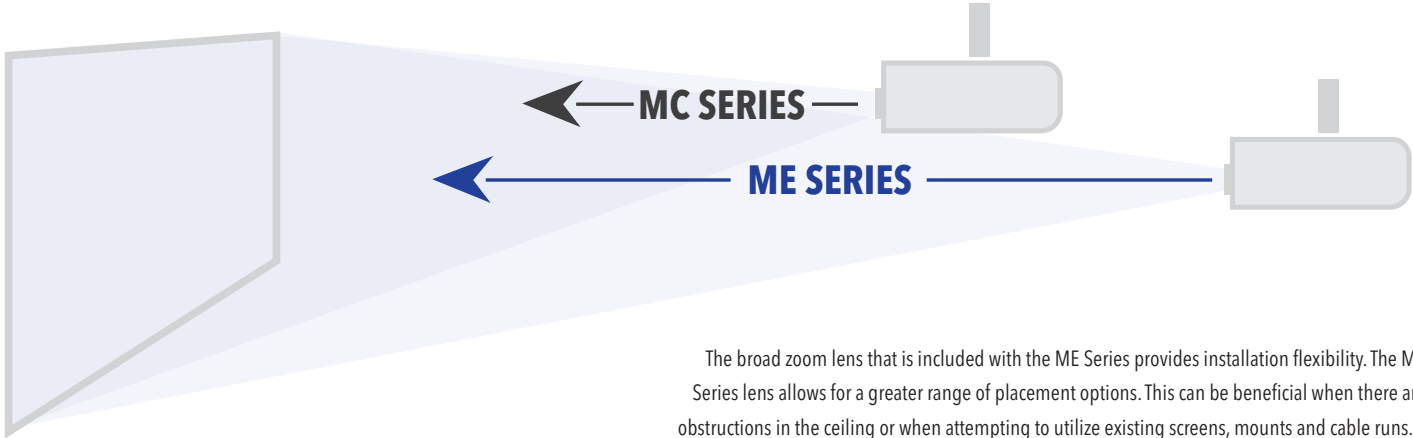 MC SERIES
ME SERIES
The broad zoom lens that is included with the ME Series provides installation flexibility. The M
Series lens allows for a greater range of placement options. This can be beneficial when there ar
obstructions in the ceiling or when attempting to utilize existing screens, mounts and cable runs.